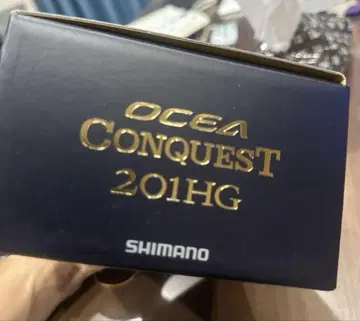 OCEA
CONQUEST
201HG
SHIMANO